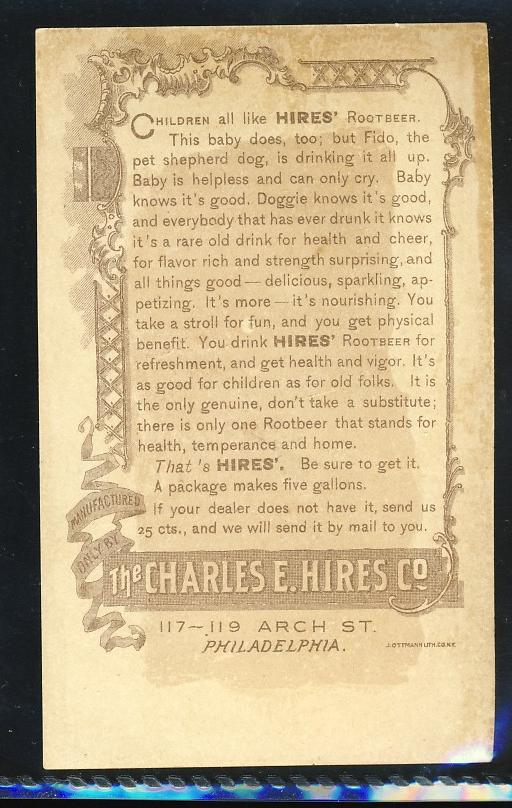 CHILDREN all like HIRES' ROOTBEER.
This baby does, too; but Fido, the
pet shepherd dog, is drinking it all up.
Baby is helpless and can only cry. Baby
knows it's good. Doggie knows it's good,
and everybody that has ever drunk it knows
it's a rare old drink for health and cheer,
for flavor rich and strength surprising, and
all things good — delicious, sparkling, ap-
petizing. It's more — it's nourishing. You
take a stroll for fun, and you get physical
benefit. You drink HIRES' ROOTBEER for
refreshment, and get health and vigor. It's
as good for children as for old folks. It is
the only genuine, don't take a substitute;
there is only one Rootbeer that stands for
health, temperance and home.
That's HIRES'. Be sure to get it.
A package makes five gallons.
If your dealer does not have it, send us
25 cts., and we will send it by mail to you.
MANUFACTURED
ONLY BY
The CHARLES E. HIRES Co
117–119 ARCH ST.
PHILADELPHIA.
J. OTTMANN LITH. CO. N.Y.